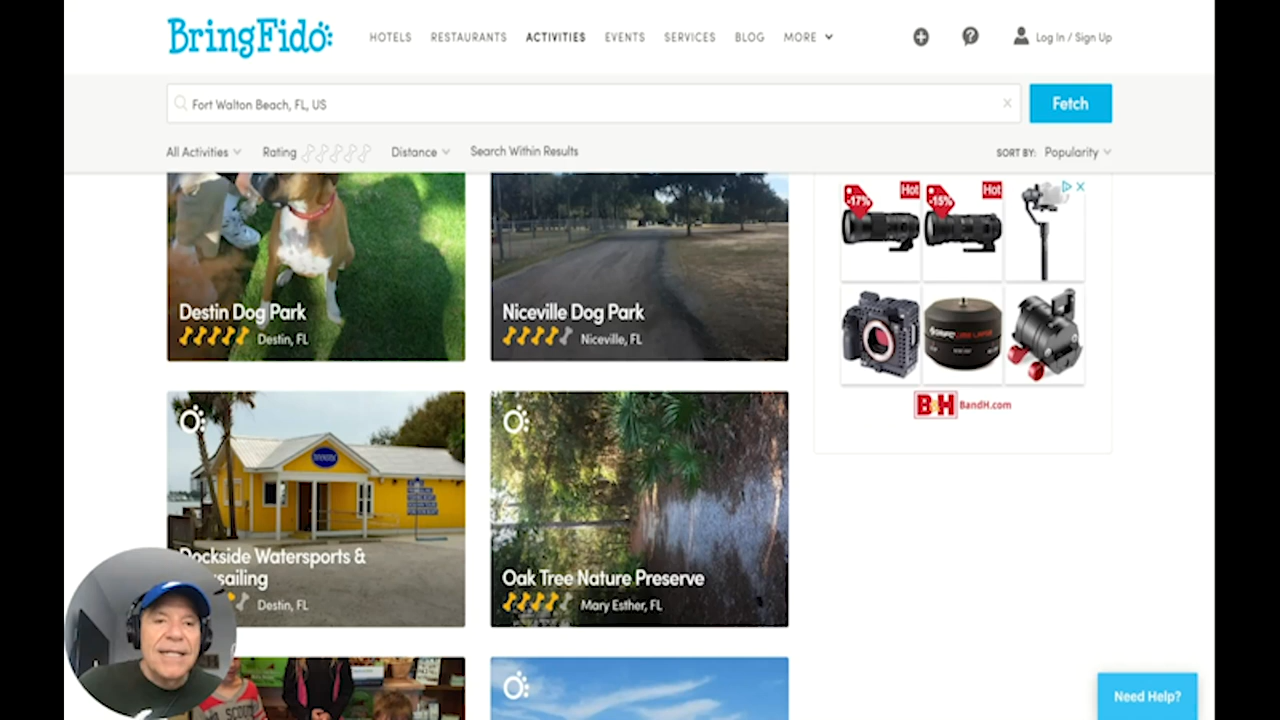 BringFido
HOTELS RESTAURANTS ACTIVITIES EVENTS SERVICES BLOG MORE
Log In / Sign Up
Fort Walton Beach, FL, US
×
Fetch
All Activities Rating Distance Search Within Results
SORT BY: Popularity
-17% Hot -15% Hot
Destin Dog Park
Destin, FL
Niceville Dog Park
Niceville, FL
B&H BandH.com
Dockside Watersports &
Destin, FL
Oak Tree Nature Preserve
Mary Esther, FL
Need Help?